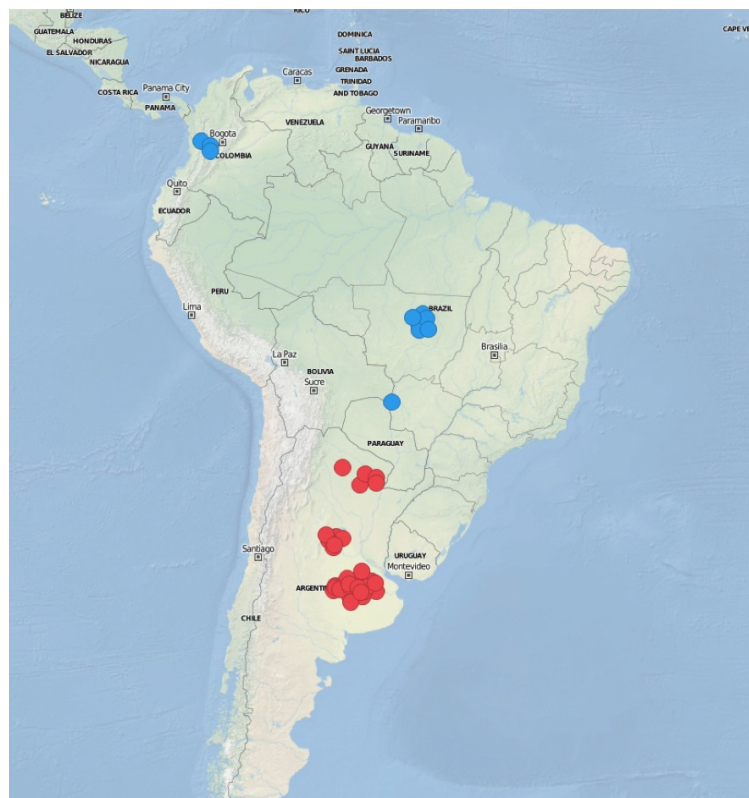 RICO
BELIZE
GUATEMALA
HONDURAS
EL SALVADOR
NICARAGUA
COSTA RICA
Panama City
PANAMA
DOMINICA
SAINT LUCIA
BARBADOS
GRENADA
TRINIDAD
AND TOBAGO
CAPE VE
Caracas
VENEZUELA
Georgetown
Paramaribo
GUYANA
SURINAME
Bogota
COLOMBIA
Quito
ECUADOR
PERU
Lima
BRAZIL
Brasilia
La Paz
BOLIVIA
Sucre
PARAGUAY
Santiago
URUGUAY
Montevideo
ARGENTI
CHILE